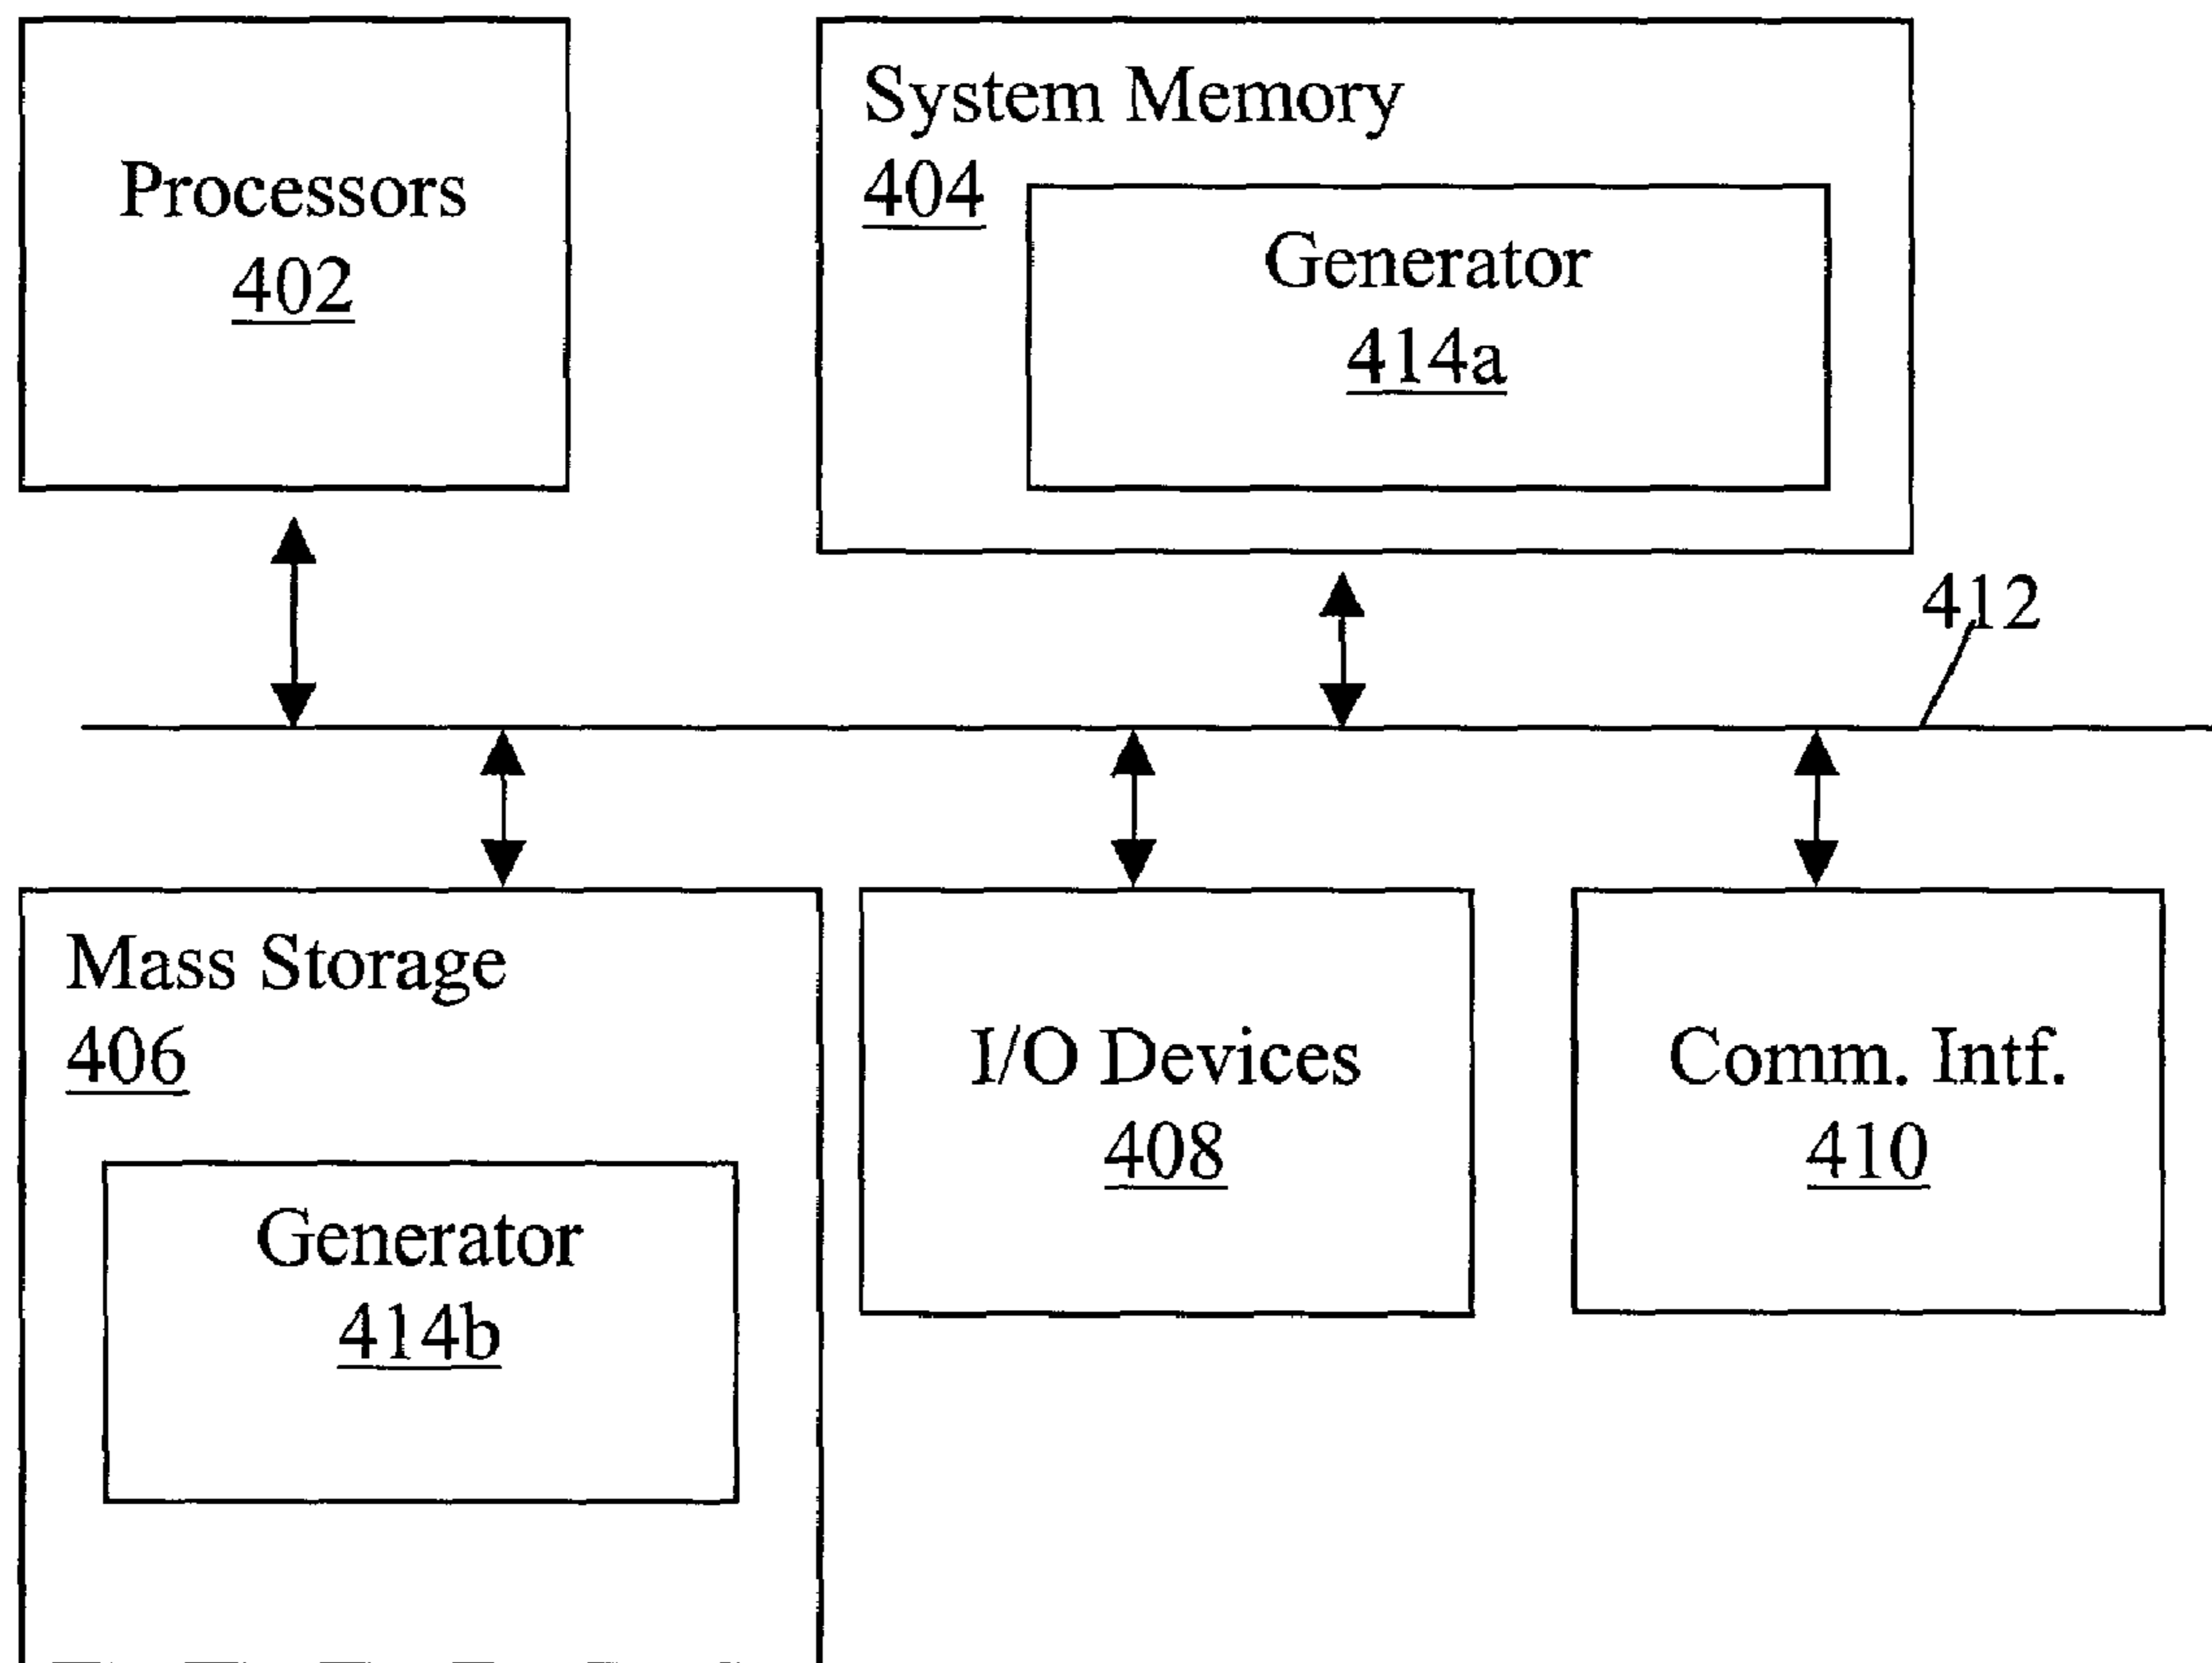 Processors
402
System Memory
404
Generator
414a
412
Mass Storage
406
Generator
414b
I/O Devices
408
Comm. Intf.
410